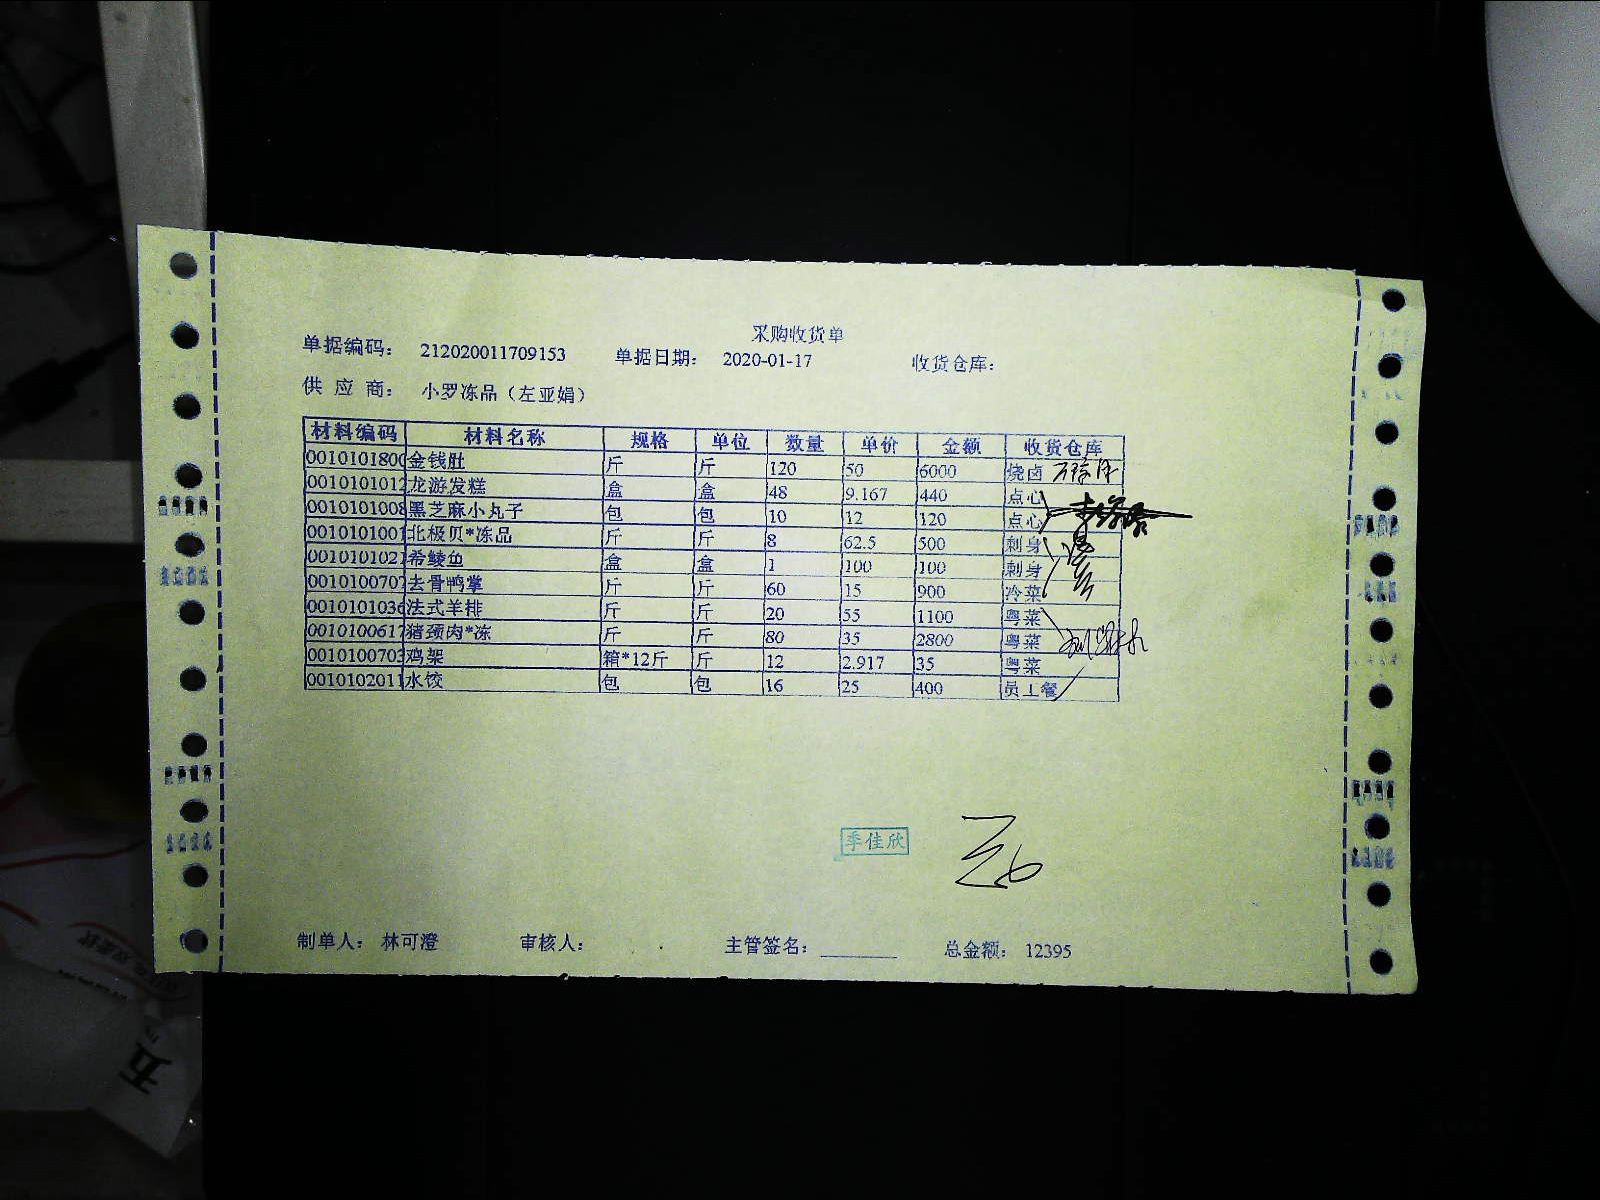 采购收货单
单据编码： 212020011709153 单据日期： 2020-01-17 收货仓库：
供 应 商： 小罗冻品（左亚娟）
材料编码 材料名称 规格 单位 数量 单价 金额 收货仓库
0010101800 金钱肚 斤 斤 120 50 6000 烧卤
0010101012 龙游发糕 盒 盒 48 9.167 440 点心
0010101008 黑芝麻小丸子 包 包 10 12 120 点心
0010101001 北极贝*冻品 斤 斤 8 62.5 500 刺身
0010101021 希鲮鱼 盒 盒 1 100 100 刺身
0010100702 去骨鸭掌 斤 斤 60 15 900 冷菜
0010101036 法式羊排 斤 斤 20 55 1100 粤菜
0010100617 猪颈肉*冻 斤 斤 80 35 2800 粤菜
0010100703 鸡架 箱*12斤 斤 12 2.917 35 粤菜
0010102011 水饺 包 包 16 25 400 员工餐
季佳欣
制单人： 林可澄 审核人： 主管签名： 总金额： 12395
五